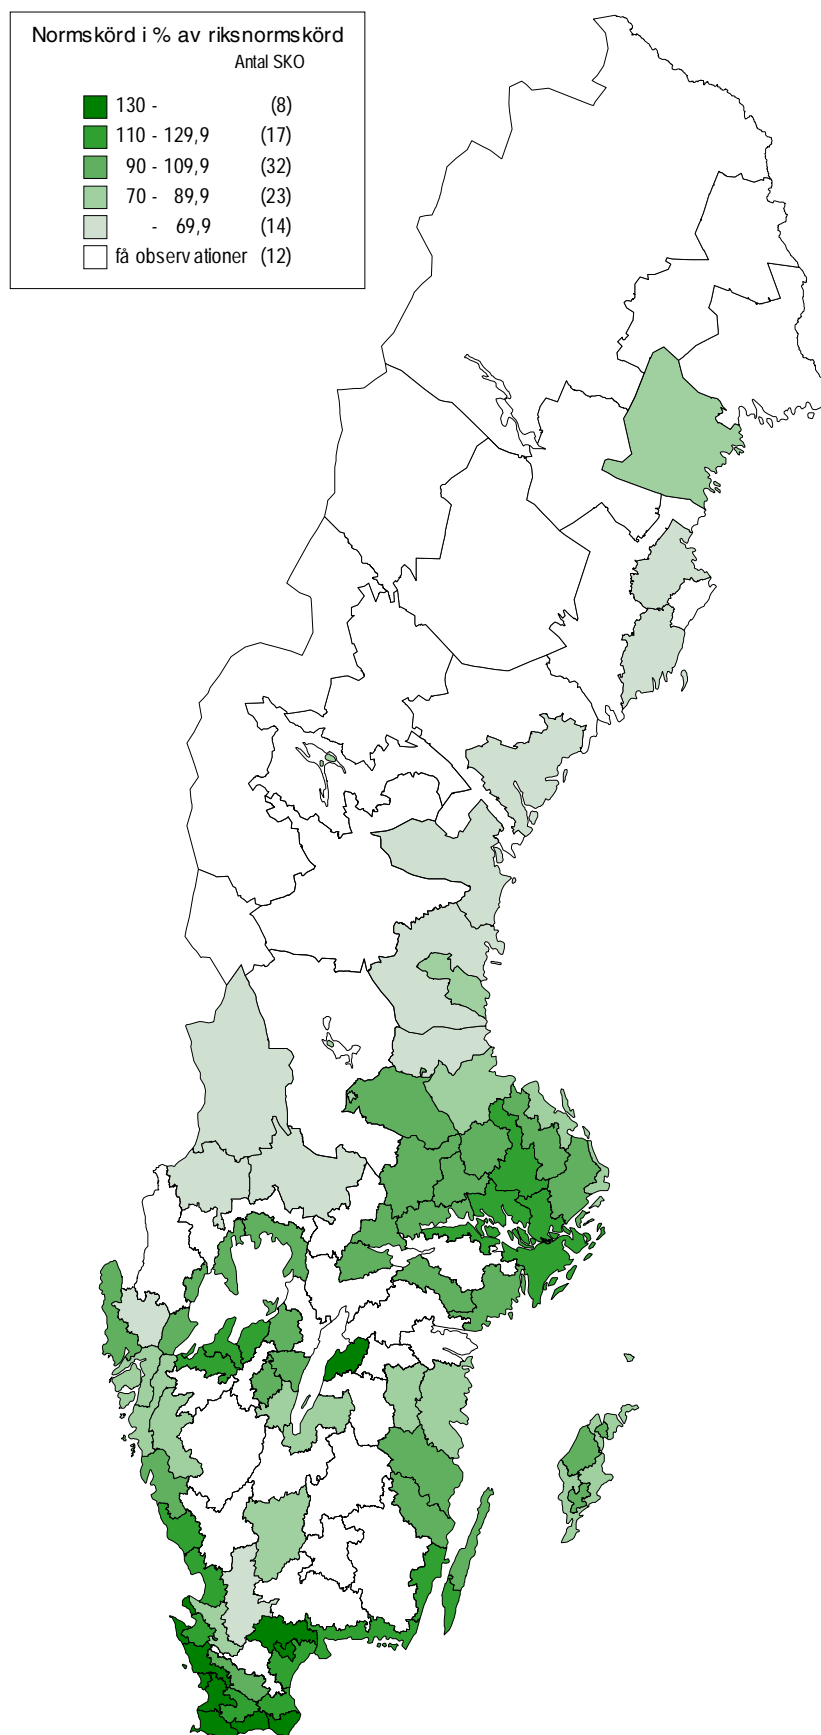 Normskörd i % av riksnormskörd
Antal SKO
130 - (8)
110 - 129,9 (17)
90 - 109,9 (32)
70 - 89,9 (23)
- 69,9 (14)
få observationer (12)